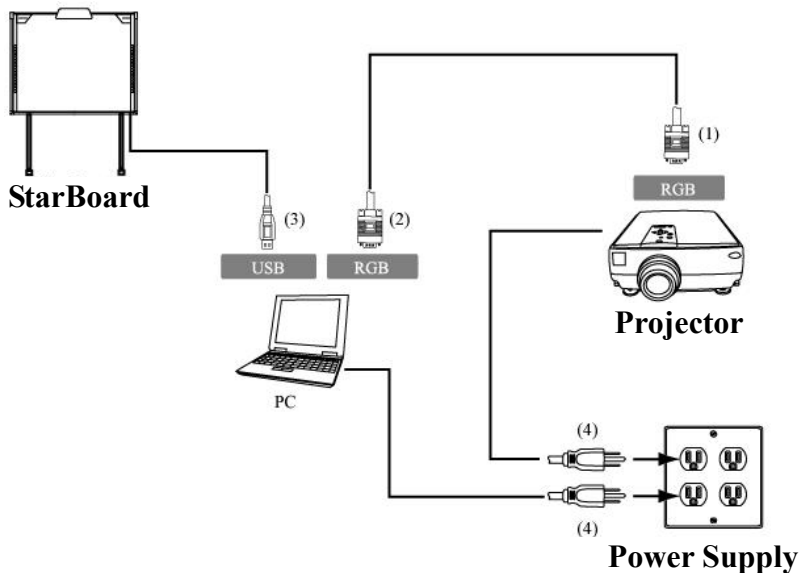 (1)
RGB
StarBoard
(3)
(2)
USB
RGB
Projector
PC
(4)
(4)
Power Supply